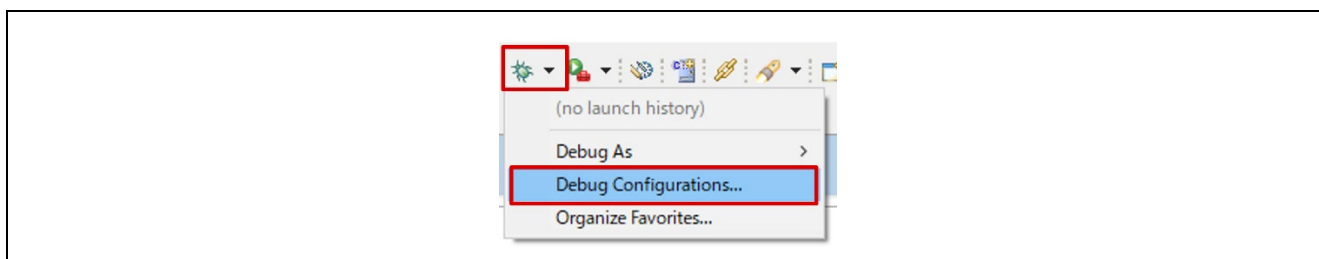 (no launch history)
Debug As
Debug Configurations...
Organize Favorites...